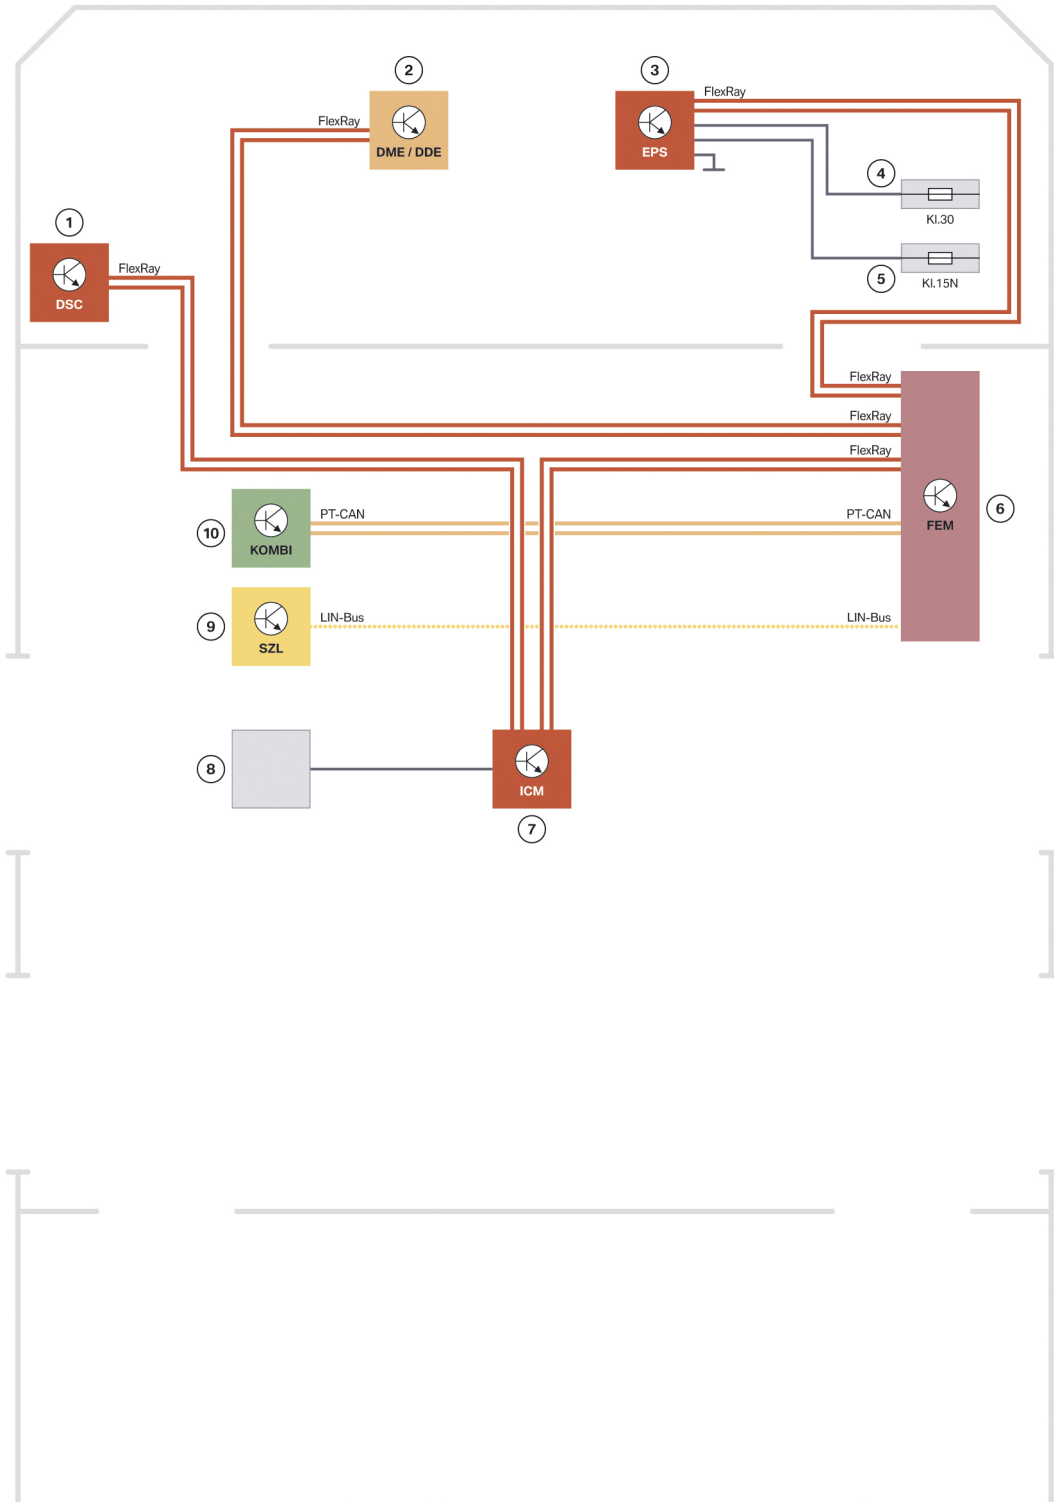 2
3
FlexRay
FlexRay
DME / DDE
EPS
4
Kl.30
1
FlexRay
DSC
5
Kl.15N
FlexRay
FlexRay
FlexRay
PT-CAN
PT-CAN
6
FEM
10
KOMBI
LIN-Bus
LIN-Bus
9
SZL
8
ICM
7